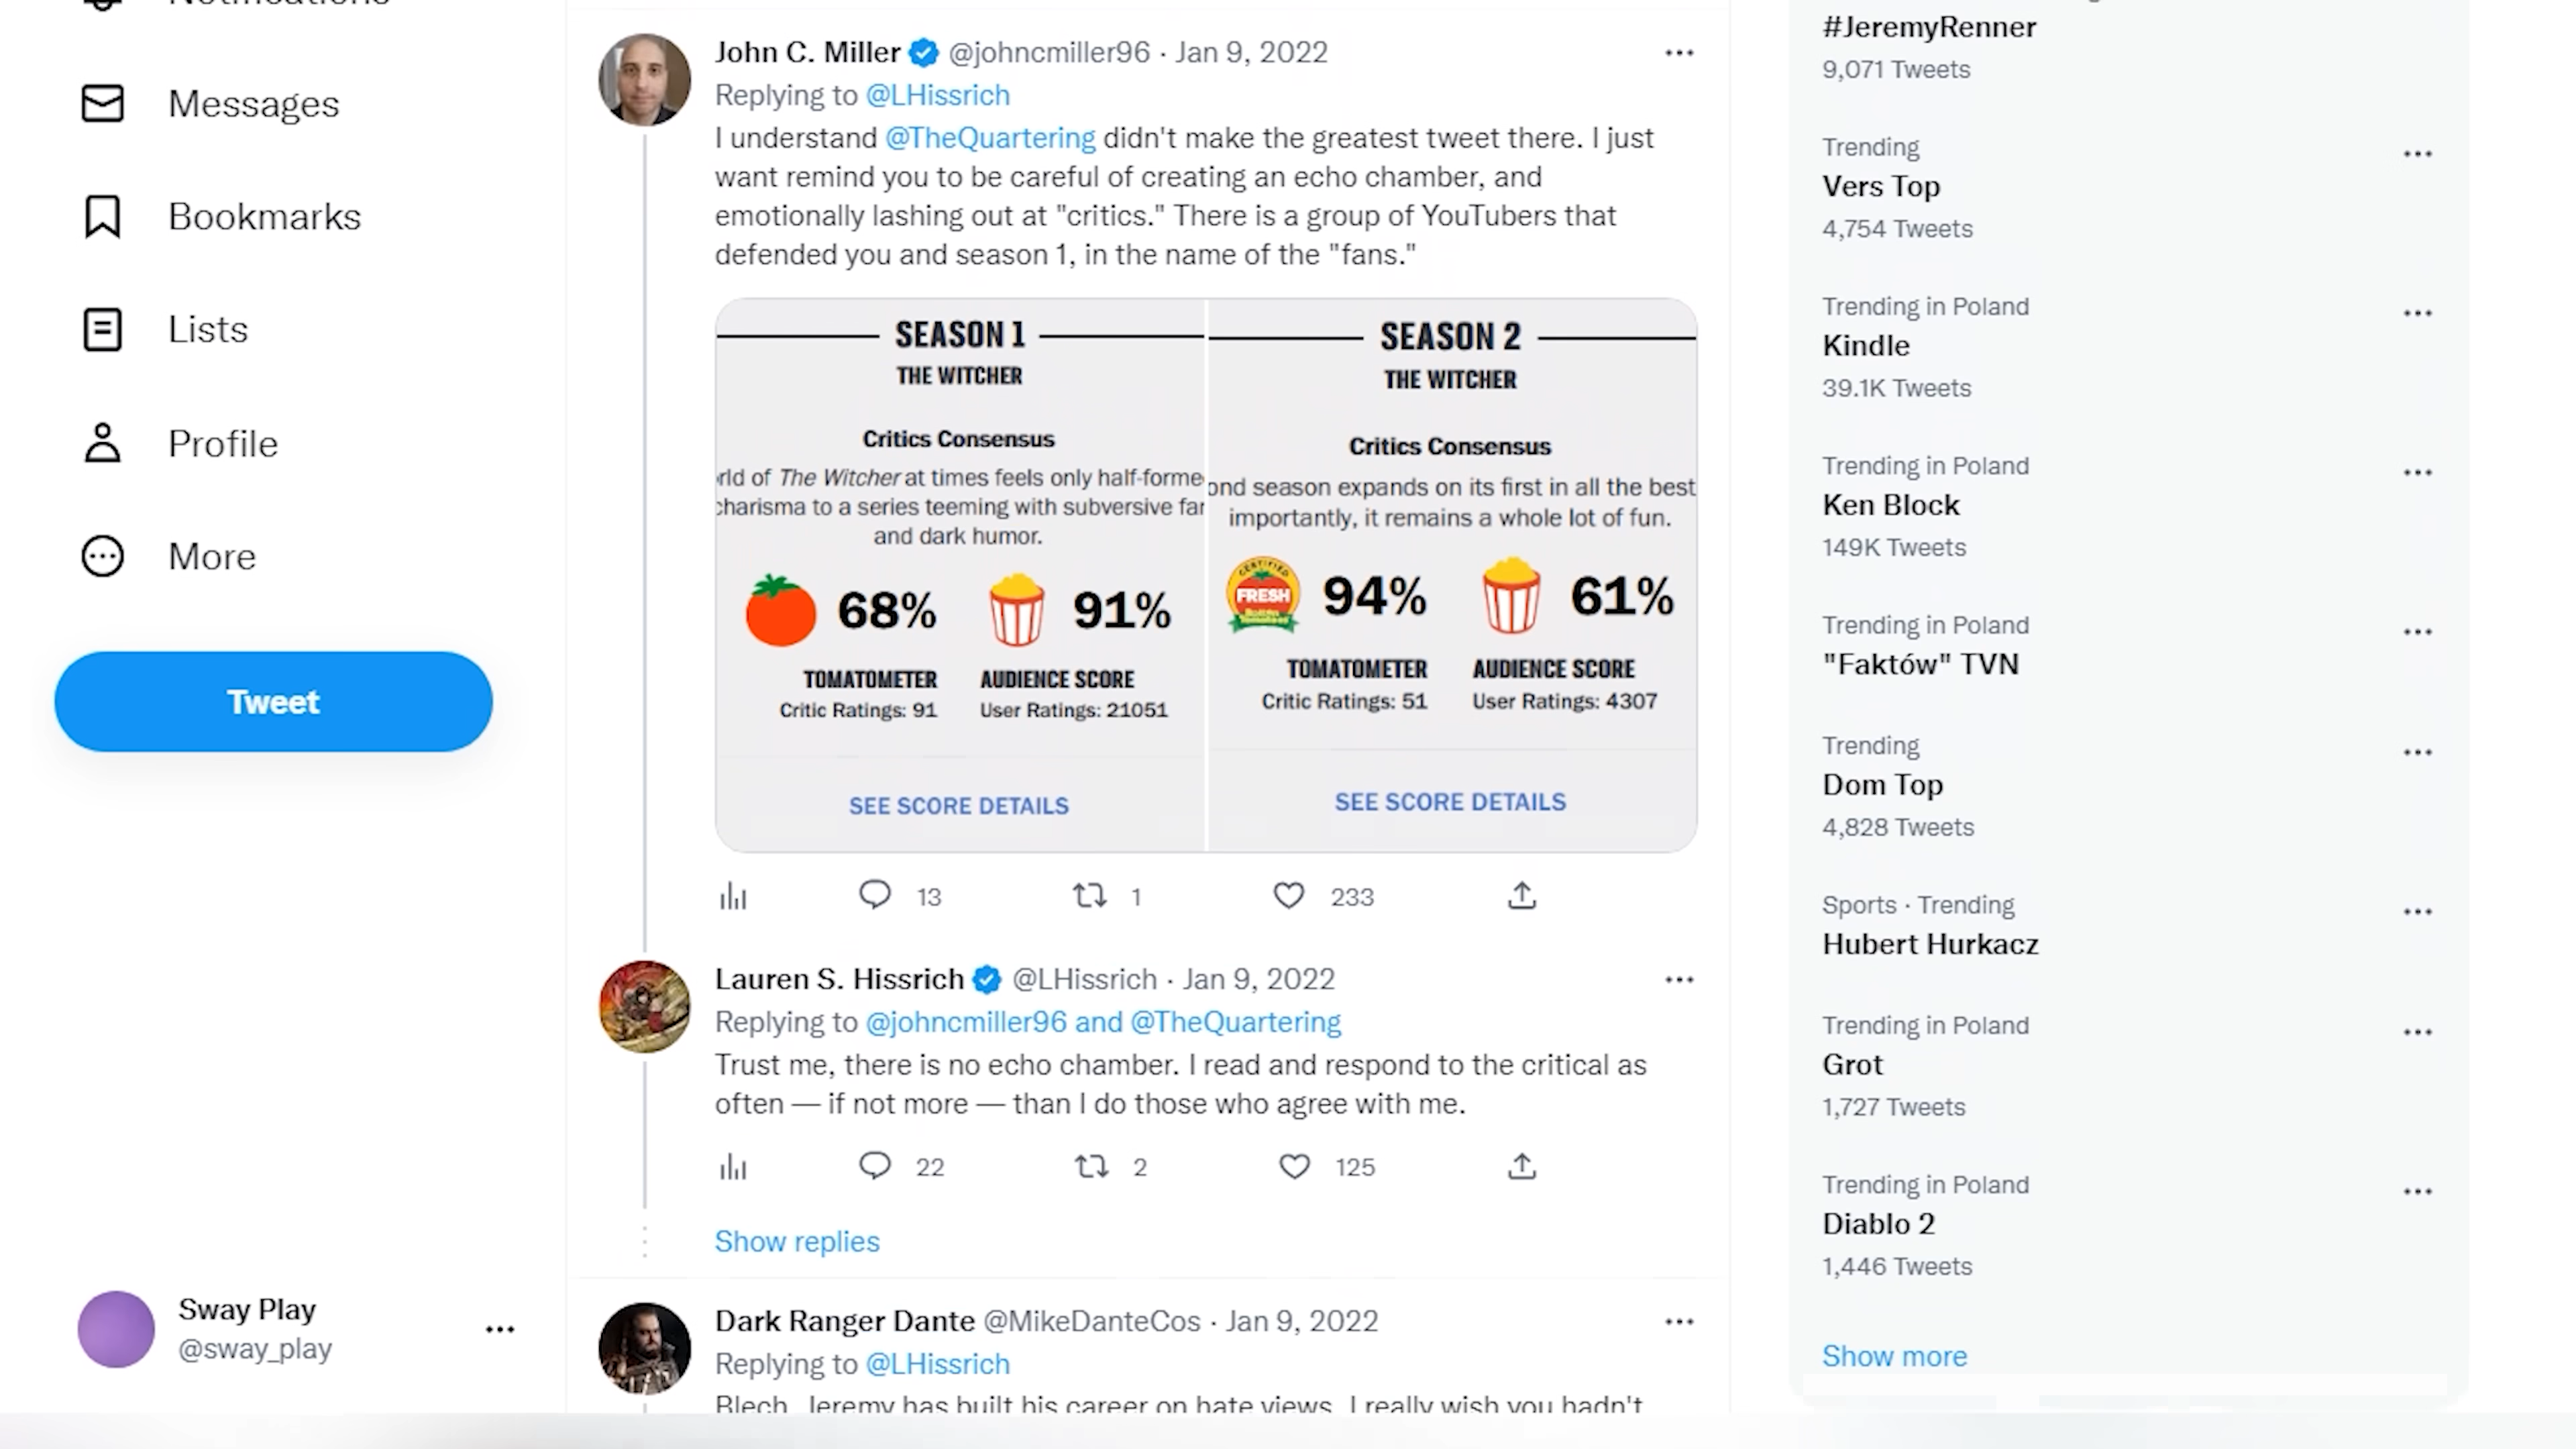 Messages
Bookmarks
Lists
Profile
More
Tweet
Sway Play
@sway_play
John C. Miller @johncmiller96 · Jan 9, 2022
Replying to @LHissrich
I understand @TheQuartering didn't make the greatest tweet there. I just
want remind you to be careful of creating an echo chamber, and
emotionally lashing out at "critics." There is a group of YouTubers that
defended you and season 1, in the name of the "fans."
SEASON 1
THE WITCHER
Critics Consensus
rld of The Witcher at times feels only half-forme
charisma to a series teeming with subversive fan
and dark humor.
68%
91%
TOMATOMETER
AUDIENCE SCORE
Critic Ratings: 91
User Ratings: 21051
SEE SCORE DETAILS
SEASON 2
THE WITCHER
Critics Consensus
ond season expands on its first in all the best
importantly, it remains a whole lot of fun.
CERTIFIED
FRESH
94%
61%
TOMATOMETER
AUDIENCE SCORE
Critic Ratings: 51
User Ratings: 4307
SEE SCORE DETAILS
13 1 233
Lauren S. Hissrich @LHissrich · Jan 9, 2022
Replying to @johncmiller96 and @TheQuartering
Trust me, there is no echo chamber. I read and respond to the critical as
often — if not more — than I do those who agree with me.
22 2 125
Show replies
Dark Ranger Dante @MikeDanteCos · Jan 9, 2022
Replying to @LHissrich
Blech. Jeremy has built his career on hate views. I really wish you hadn't
#JeremyRenner
9,071 Tweets
Trending
Vers Top
4,754 Tweets
Trending in Poland
Kindle
39.1K Tweets
Trending in Poland
Ken Block
149K Tweets
Trending in Poland
"Faktów" TVN
Trending
Dom Top
4,828 Tweets
Sports · Trending
Hubert Hurkacz
Trending in Poland
Grot
1,727 Tweets
Trending in Poland
Diablo 2
1,446 Tweets
Show more